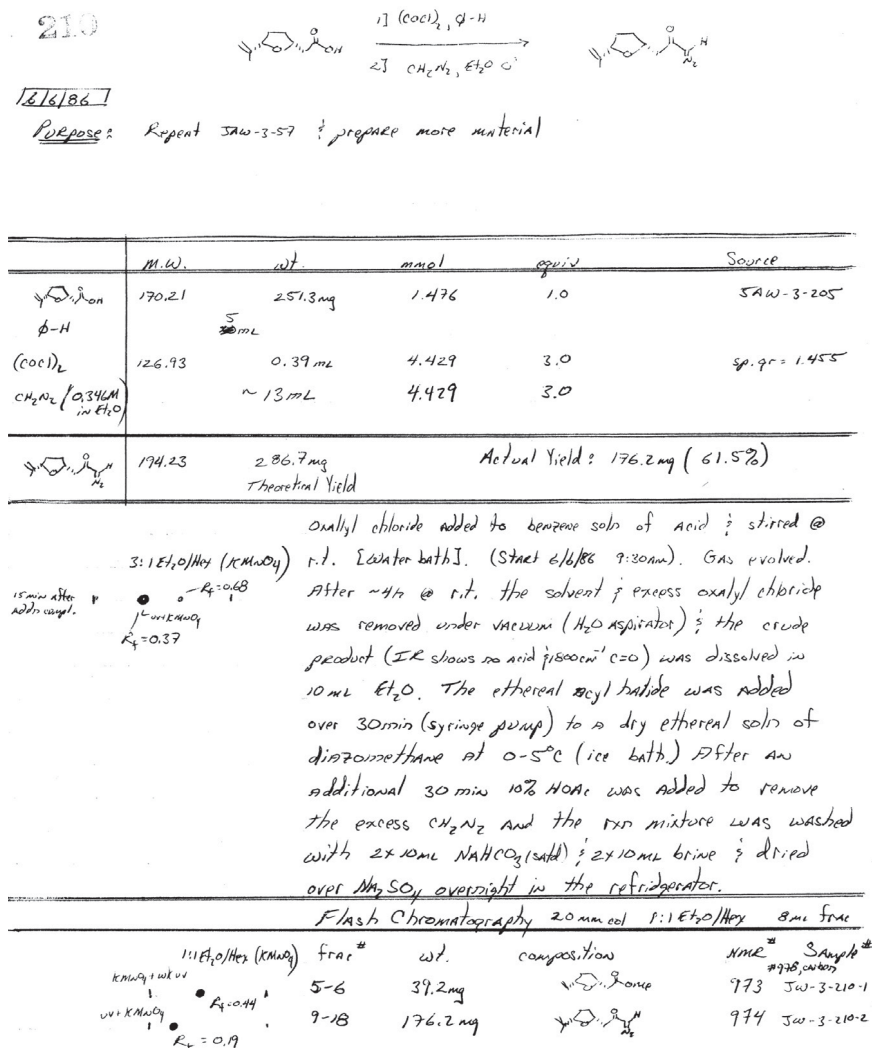 210
1] (COCl)₂, φ-H
2] CH₂N₂, Et₂O 0°
6/6/86
Purpose: Repeat JAW-3-57 & prepare more material
M.W. wt. mmol equiv Source
170.21 251.3mg 1.476 1.0 JAW-3-205
φ-H 5 mL
(COCl)₂ 126.93 0.39 mL 4.429 3.0 sp.gr = 1.455
CH₂N₂ (0.346M in Et₂O) ~13mL 4.429 3.0
194.23 286.7mg Actual Yield: 176.2mg (61.5%)
Theoretical Yield
Oxallyl chloride added to benzene soln of acid & stirred @
r.t. [water bath]. (Start 6/6/86 9:30AM). Gas evolved.
After ~4h @ r.t. the solvent & excess oxalyl chloride
was removed under vacuum (H₂O aspirator) & the crude
product (IR shows no acid & 1800cm⁻¹ C=O) was dissolved in
10mL Et₂O. The ethereal acyl halide was added
over 30min (syringe pump) to a dry ethereal soln of
diazomethane at 0-5°C (ice bath.) After an
additional 30 min 10% HOAc was added to remove
the excess CH₂N₂ and the rxn mixture was washed
with 2x10mL NaHCO₃(satd) & 2x10mL brine & dried
over Na₂SO₄ overnight in the refridgerator.
3:1 Et₂O/Hex (KMnO₄)
15 min after
addn compl.
Rf=0.68
uv+KMnO₄
Rf=0.37
Flash Chromatography 20mm col 1:1 Et₂O/Hex 8mL frac
1:1 Et₂O/Hex (KMnO₄) frac# wt. composition NMR# Sample#
#978, carbon
KMnO₄+wk uv
5-6 39.2mg OMe 973 JW-3-210-1
Rf=0.44
uv+KMnO₄
9-18 176.2mg 974 JW-3-210-2
Rf = 0.19